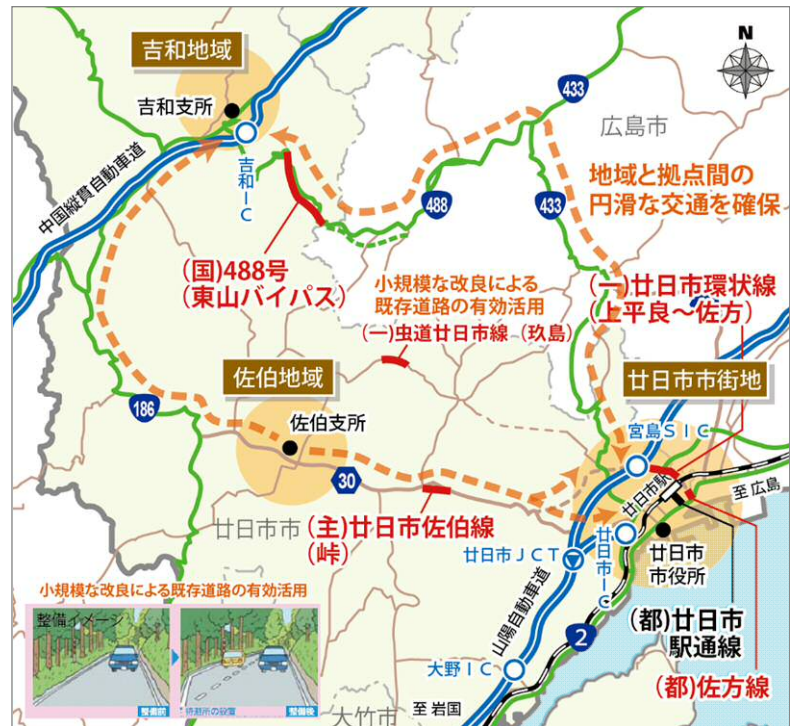 吉和地域
吉和支所
中国縦貫自動車道
吉和IC
433
広島市
N
地域と拠点間の
円滑な交通を確保
488
433
(国)488号
(東山バイパス)
小規模な改良による
既存道路の有効活用
(一)虫道廿日市線(玖島)
(一)廿日市環状線
(上平良～佐方)
佐伯地域
佐伯支所
186
30
廿日市市街地
宮島SIC
廿日市駅
至広島
廿日市市
(主)廿日市佐伯線
(峠)
廿日市JCT
廿日市IC
廿日市
市役所
山陽自動車道
2
(都)廿日市
駅通線
大野IC
(都)佐方線
至岩国
大竹市
小規模な改良による既存道路の有効活用
整備イメージ
整備前
待避所の設置
整備後